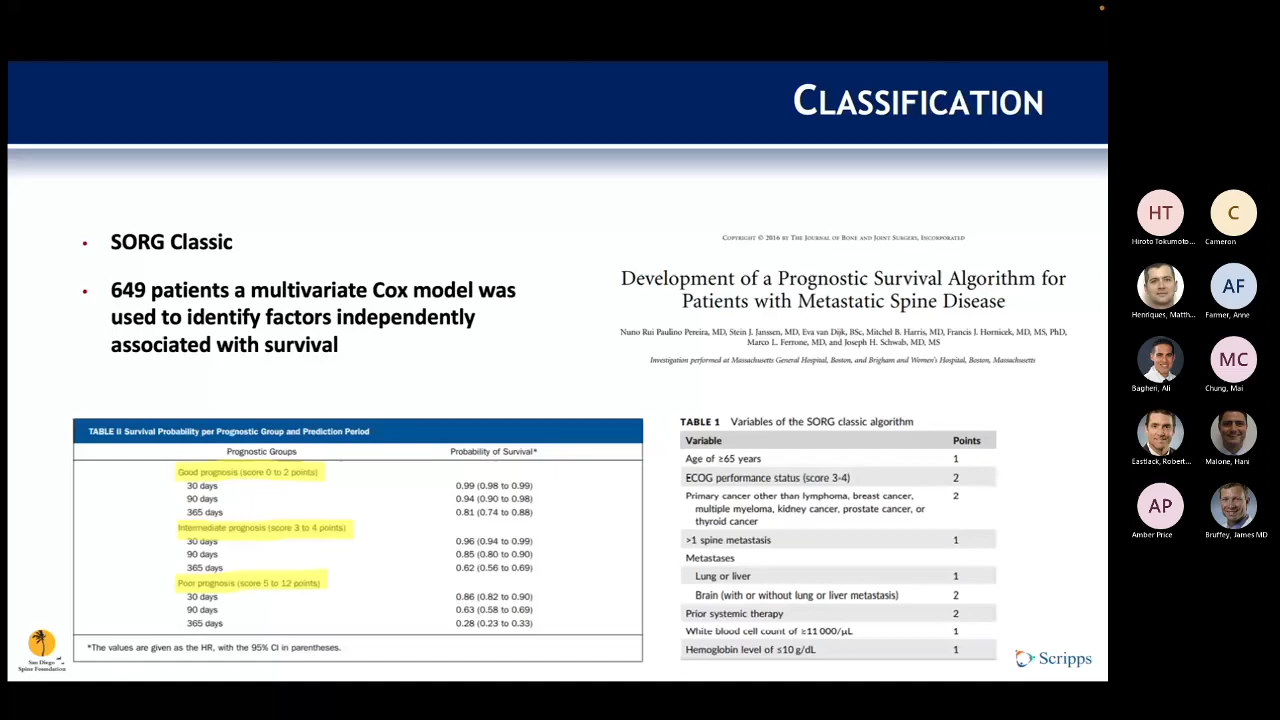 CLASSIFICATION
• SORG Classic
• 649 patients a multivariate Cox model was
used to identify factors independently
associated with survival
COPYRIGHT © 2016 BY THE JOURNAL OF BONE AND JOINT SURGERY, INCORPORATED
Development of a Prognostic Survival Algorithm for
Patients with Metastatic Spine Disease
Nuno Rui Paulino Pereira, MD, Stein J. Janssen, MD, Eva van Dijk, BSc, Mitchel B. Harris, MD, Francis J. Hornicek, MD, MS, PhD,
Marco L. Ferrone, MD, and Joseph H. Schwab, MD, MS
Investigation performed at Massachusetts General Hospital, Boston, and Brigham and Women's Hospital, Boston, Massachusetts
TABLE II Survival Probability per Prognostic Group and Prediction Period
Prognostic Groups Probability of Survival*
Good prognosis (score 0 to 2 points)
30 days 0.99 (0.98 to 0.99)
90 days 0.94 (0.90 to 0.98)
365 days 0.81 (0.74 to 0.88)
Intermediate prognosis (score 3 to 4 points)
30 days 0.96 (0.94 to 0.99)
90 days 0.85 (0.80 to 0.90)
365 days 0.62 (0.56 to 0.69)
Poor prognosis (score 5 to 12 points)
30 days 0.86 (0.82 to 0.90)
90 days 0.63 (0.58 to 0.69)
365 days 0.28 (0.23 to 0.33)
*The values are given as the HR, with the 95% CI in parentheses.
TABLE 1 Variables of the SORG classic algorithm
Variable Points
Age of ≥65 years 1
ECOG performance status (score 3-4) 2
Primary cancer other than lymphoma, breast cancer, 2
multiple myeloma, kidney cancer, prostate cancer, or
thyroid cancer
>1 spine metastasis 1
Metastases
Lung or liver 1
Brain (with or without lung or liver metastasis) 2
Prior systemic therapy 2
White blood cell count of ≥11 000/μL 1
Hemoglobin level of ≤10 g/dL 1
San Diego
Spine Foundation
Scripps
HT
Hiroto Tokumoto...
C
Cameron
Henriques, Matth...
AF
Farmer, Anne
Bagheri, Ali
MC
Chung, Mai
Eastlack, Robert...
Malone, Hani
AP
Amber Price
Bruffey, James MD